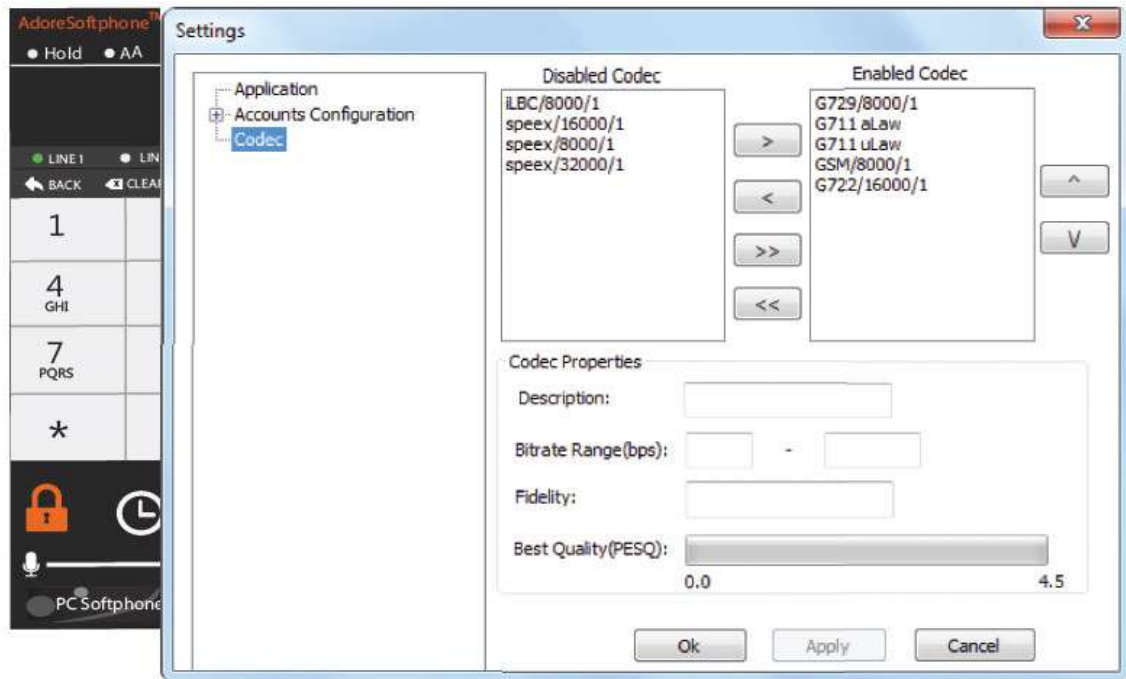 AdoreSoftphone™
Hold AA
LINE1 LIN
BACK CLEAR
1
4
GHI
7
PQRS
*
PC Softphone
Settings
Application
Accounts Configuration
Codec
Disabled Codec
iLBC/8000/1
speex/16000/1
speex/8000/1
speex/32000/1
>
<
>>
<<
Enabled Codec
G729/8000/1
G711 aLaw
G711 uLaw
GSM/8000/1
G722/16000/1
^
V
Codec Properties
Description:
Bitrate Range(bps): -
Fidelity:
Best Quality(PESQ):
0.0 4.5
Ok Apply Cancel